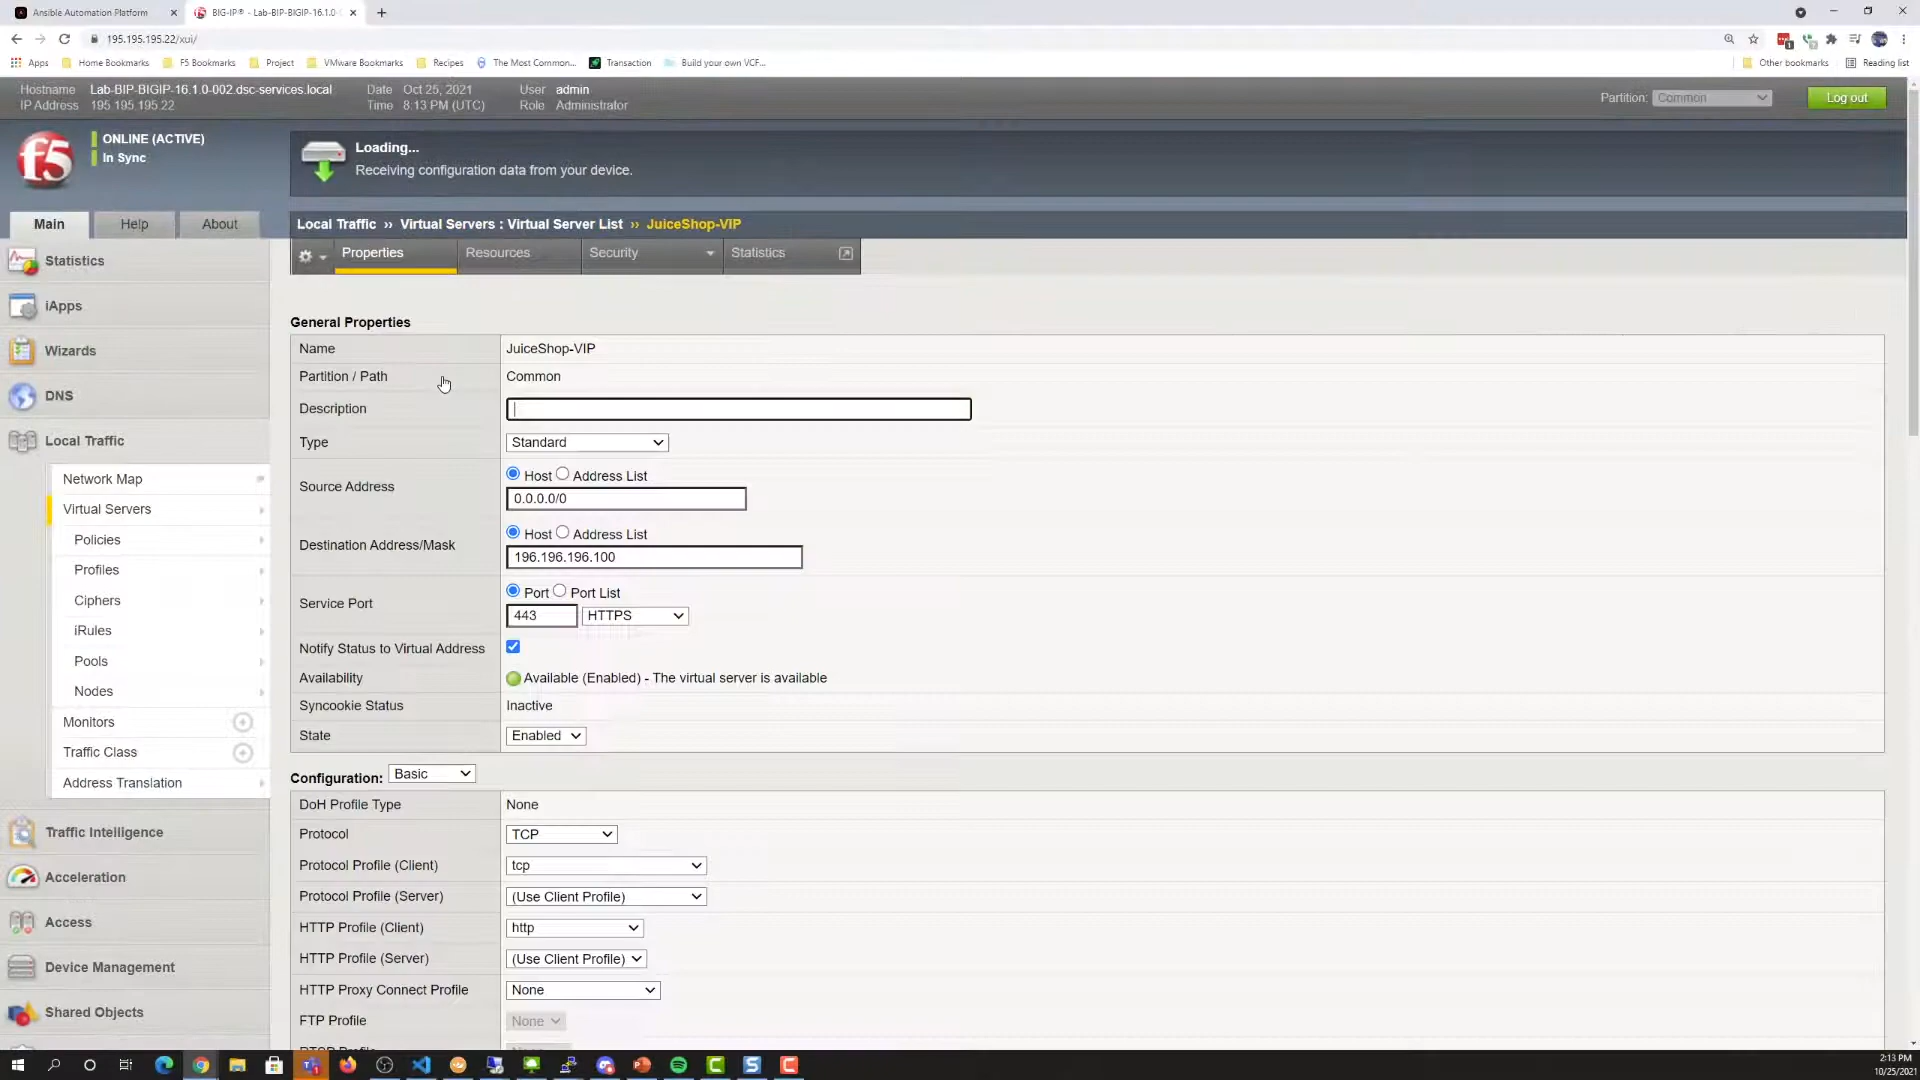 Ansible Automation Platform
BIG-IP® - Lab-BIP-BIGIP-16.1.0-
195.195.195.22/xui/
Apps
Home Bookmarks
F5 Bookmarks
Project
VMware Bookmarks
Recipes
The Most Common...
Transaction
Build your own VCF...
Other bookmarks
Reading list
Hostname Lab-BIP-BIGIP-16.1.0-002.dsc-services.local
IP Address 195.195.195.22
Date Oct 25, 2021
Time 8:13 PM (UTC)
User admin
Role Administrator
Partition: Common
Log out
f5
ONLINE (ACTIVE)
In Sync
Loading...
Receiving configuration data from your device.
Main
Help
About
Local Traffic ›› Virtual Servers : Virtual Server List ›› JuiceShop-VIP
Properties
Resources
Security
Statistics
Statistics
iApps
Wizards
DNS
Local Traffic
Network Map
Virtual Servers
Policies
Profiles
Ciphers
iRules
Pools
Nodes
Monitors
Traffic Class
Address Translation
Traffic Intelligence
Acceleration
Access
Device Management
Shared Objects
General Properties
Name JuiceShop-VIP
Partition / Path Common
Description
Type Standard
Source Address
Host Address List
0.0.0.0/0
Destination Address/Mask
Host Address List
196.196.196.100
Service Port
Port Port List
443 HTTPS
Notify Status to Virtual Address
Availability Available (Enabled) - The virtual server is available
Syncookie Status Inactive
State Enabled
Configuration: Basic
DoH Profile Type None
Protocol TCP
Protocol Profile (Client) tcp
Protocol Profile (Server) (Use Client Profile)
HTTP Profile (Client) http
HTTP Profile (Server) (Use Client Profile)
HTTP Proxy Connect Profile None
FTP Profile None
2:13 PM
10/25/2021